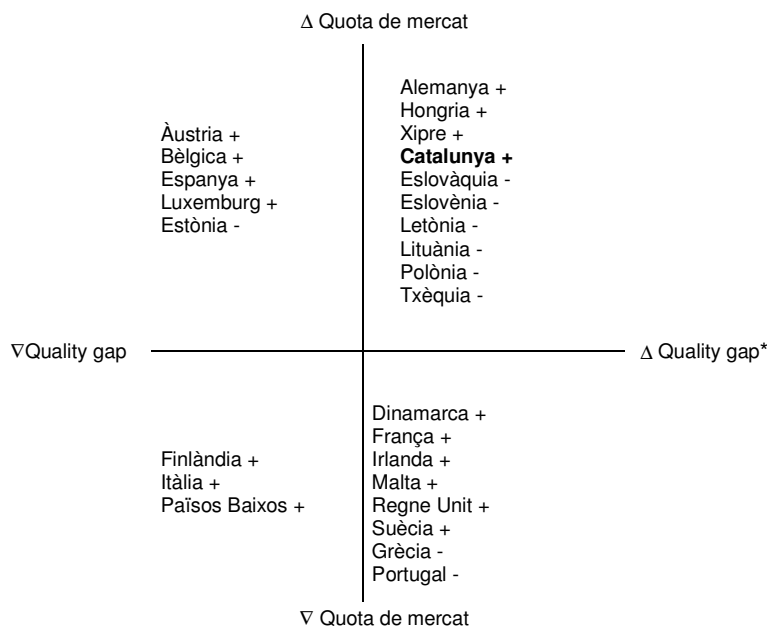 Δ Quota de mercat
Àustria +
Bèlgica +
Espanya +
Luxemburg +
Estònia -
Alemanya +
Hongria +
Xipre +
Catalunya +
Eslovàquia -
Eslovènia -
Letònia -
Lituània -
Polònia -
Txèquia -
∇Quality gap
Δ Quality gap*
Finlàndia +
Itàlia +
Països Baixos +
Dinamarca +
França +
Irlanda +
Malta +
Regne Unit +
Suècia +
Grècia -
Portugal -
∇ Quota de mercat